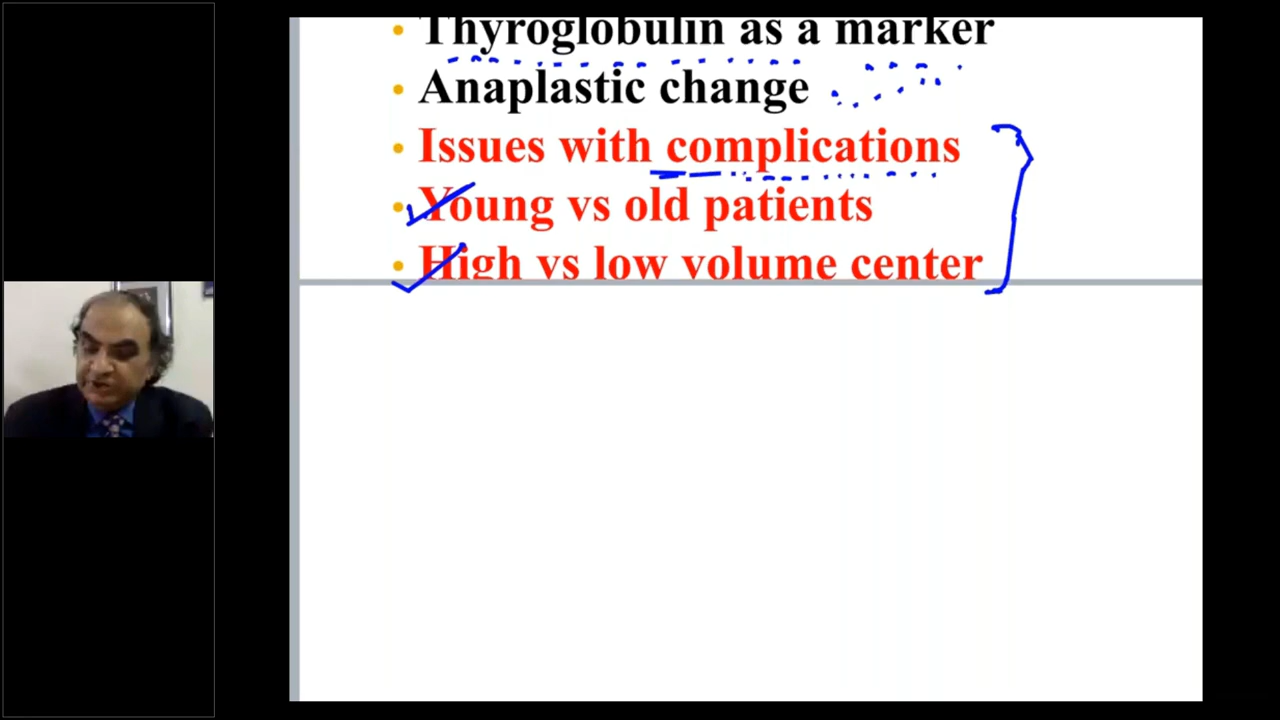 • Thyroglobulin as a marker
• Anaplastic change
• Issues with complications
• Young vs old patients
• High vs low volume center